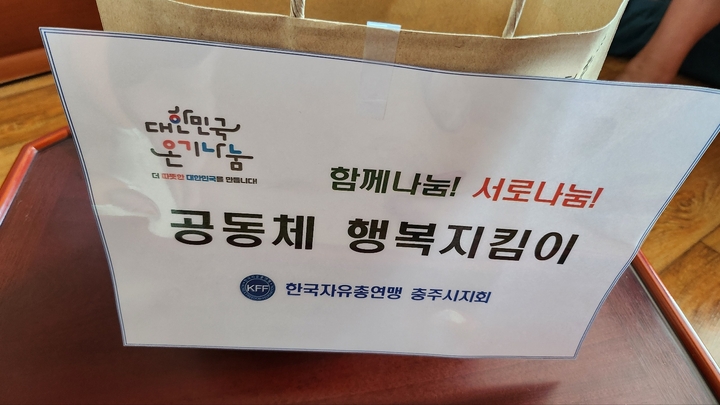 대한민국
온기나눔
더 따뜻한 대한민국을 만듭니다!
함께나눔! 서로나눔!
공동체 행복지킴이
KFF 한국자유총연맹 충주시지회